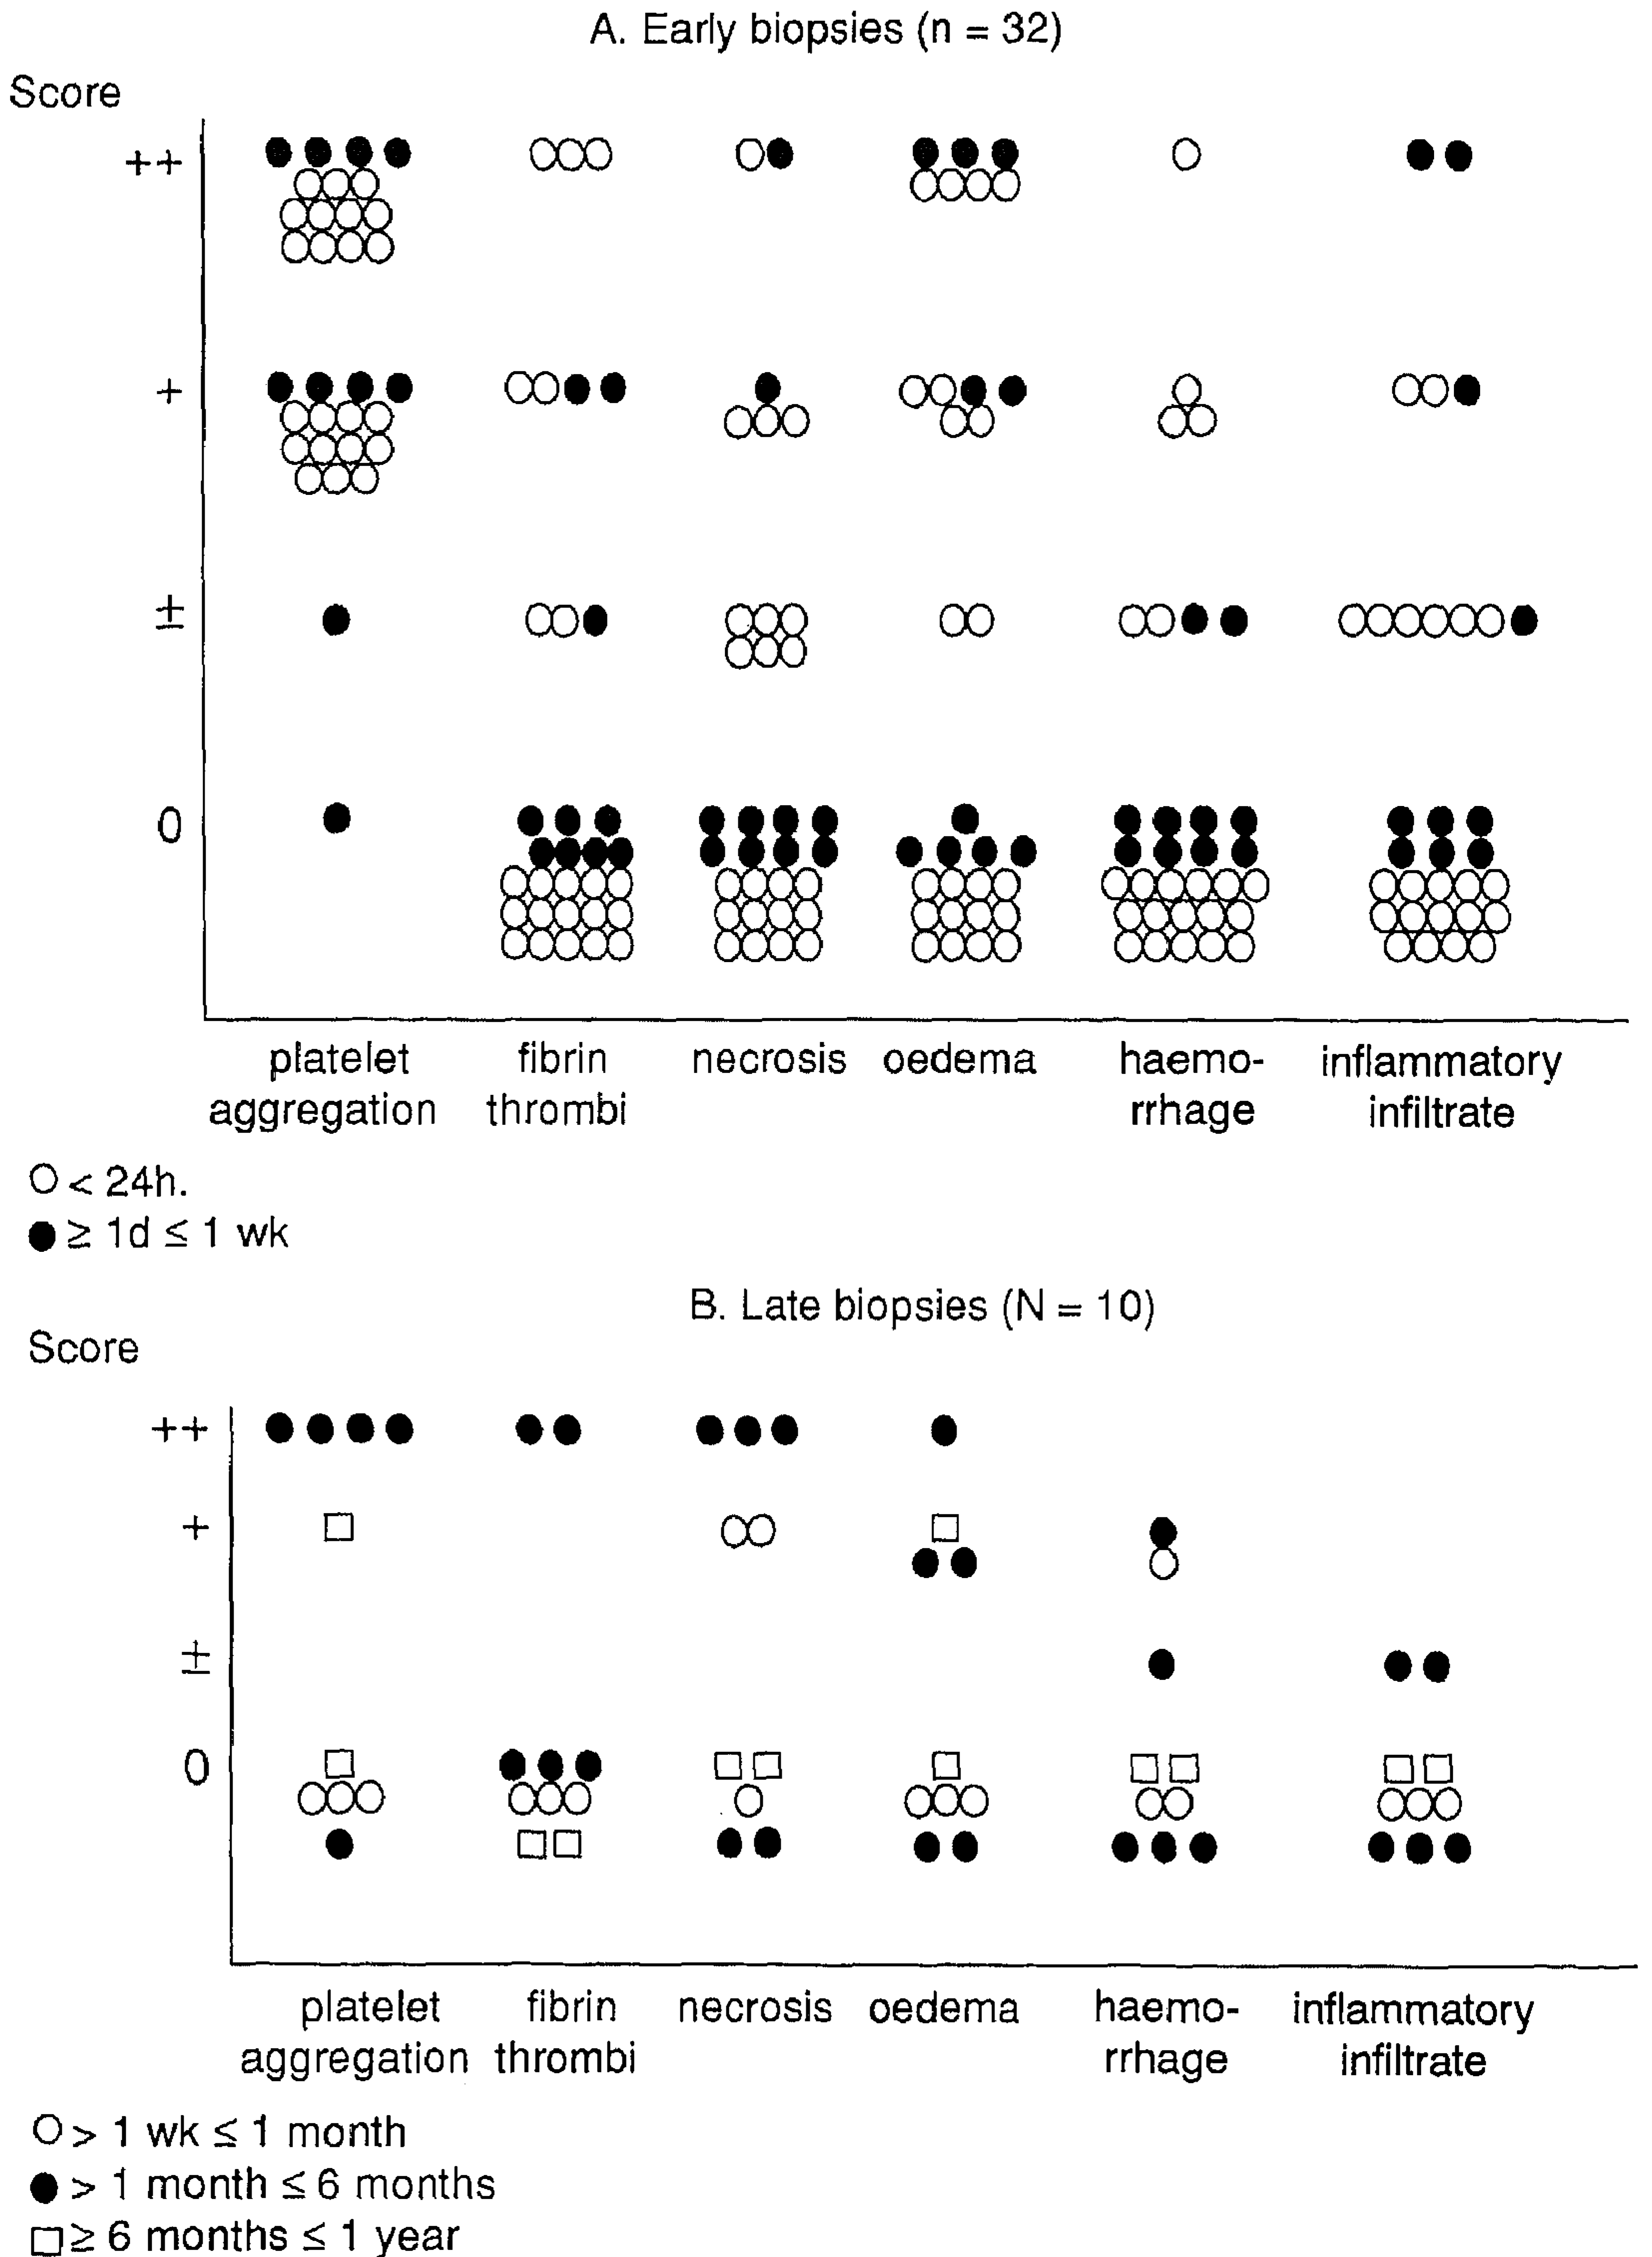 A. Early biopsies (n = 32)
Score
++
+
±
0
platelet aggregation
fibrin thrombi
necrosis
oedema
haemo-rrhage
inflammatory infiltrate
○ < 24h.
● ≥ 1d ≤ 1 wk
B. Late biopsies (N = 10)
Score
++
+
±
0
platelet aggregation
fibrin thrombi
necrosis
oedema
haemo-rrhage
inflammatory infiltrate
○ > 1 wk ≤ 1 month
● > 1 month ≤ 6 months
□ ≥ 6 months ≤ 1 year